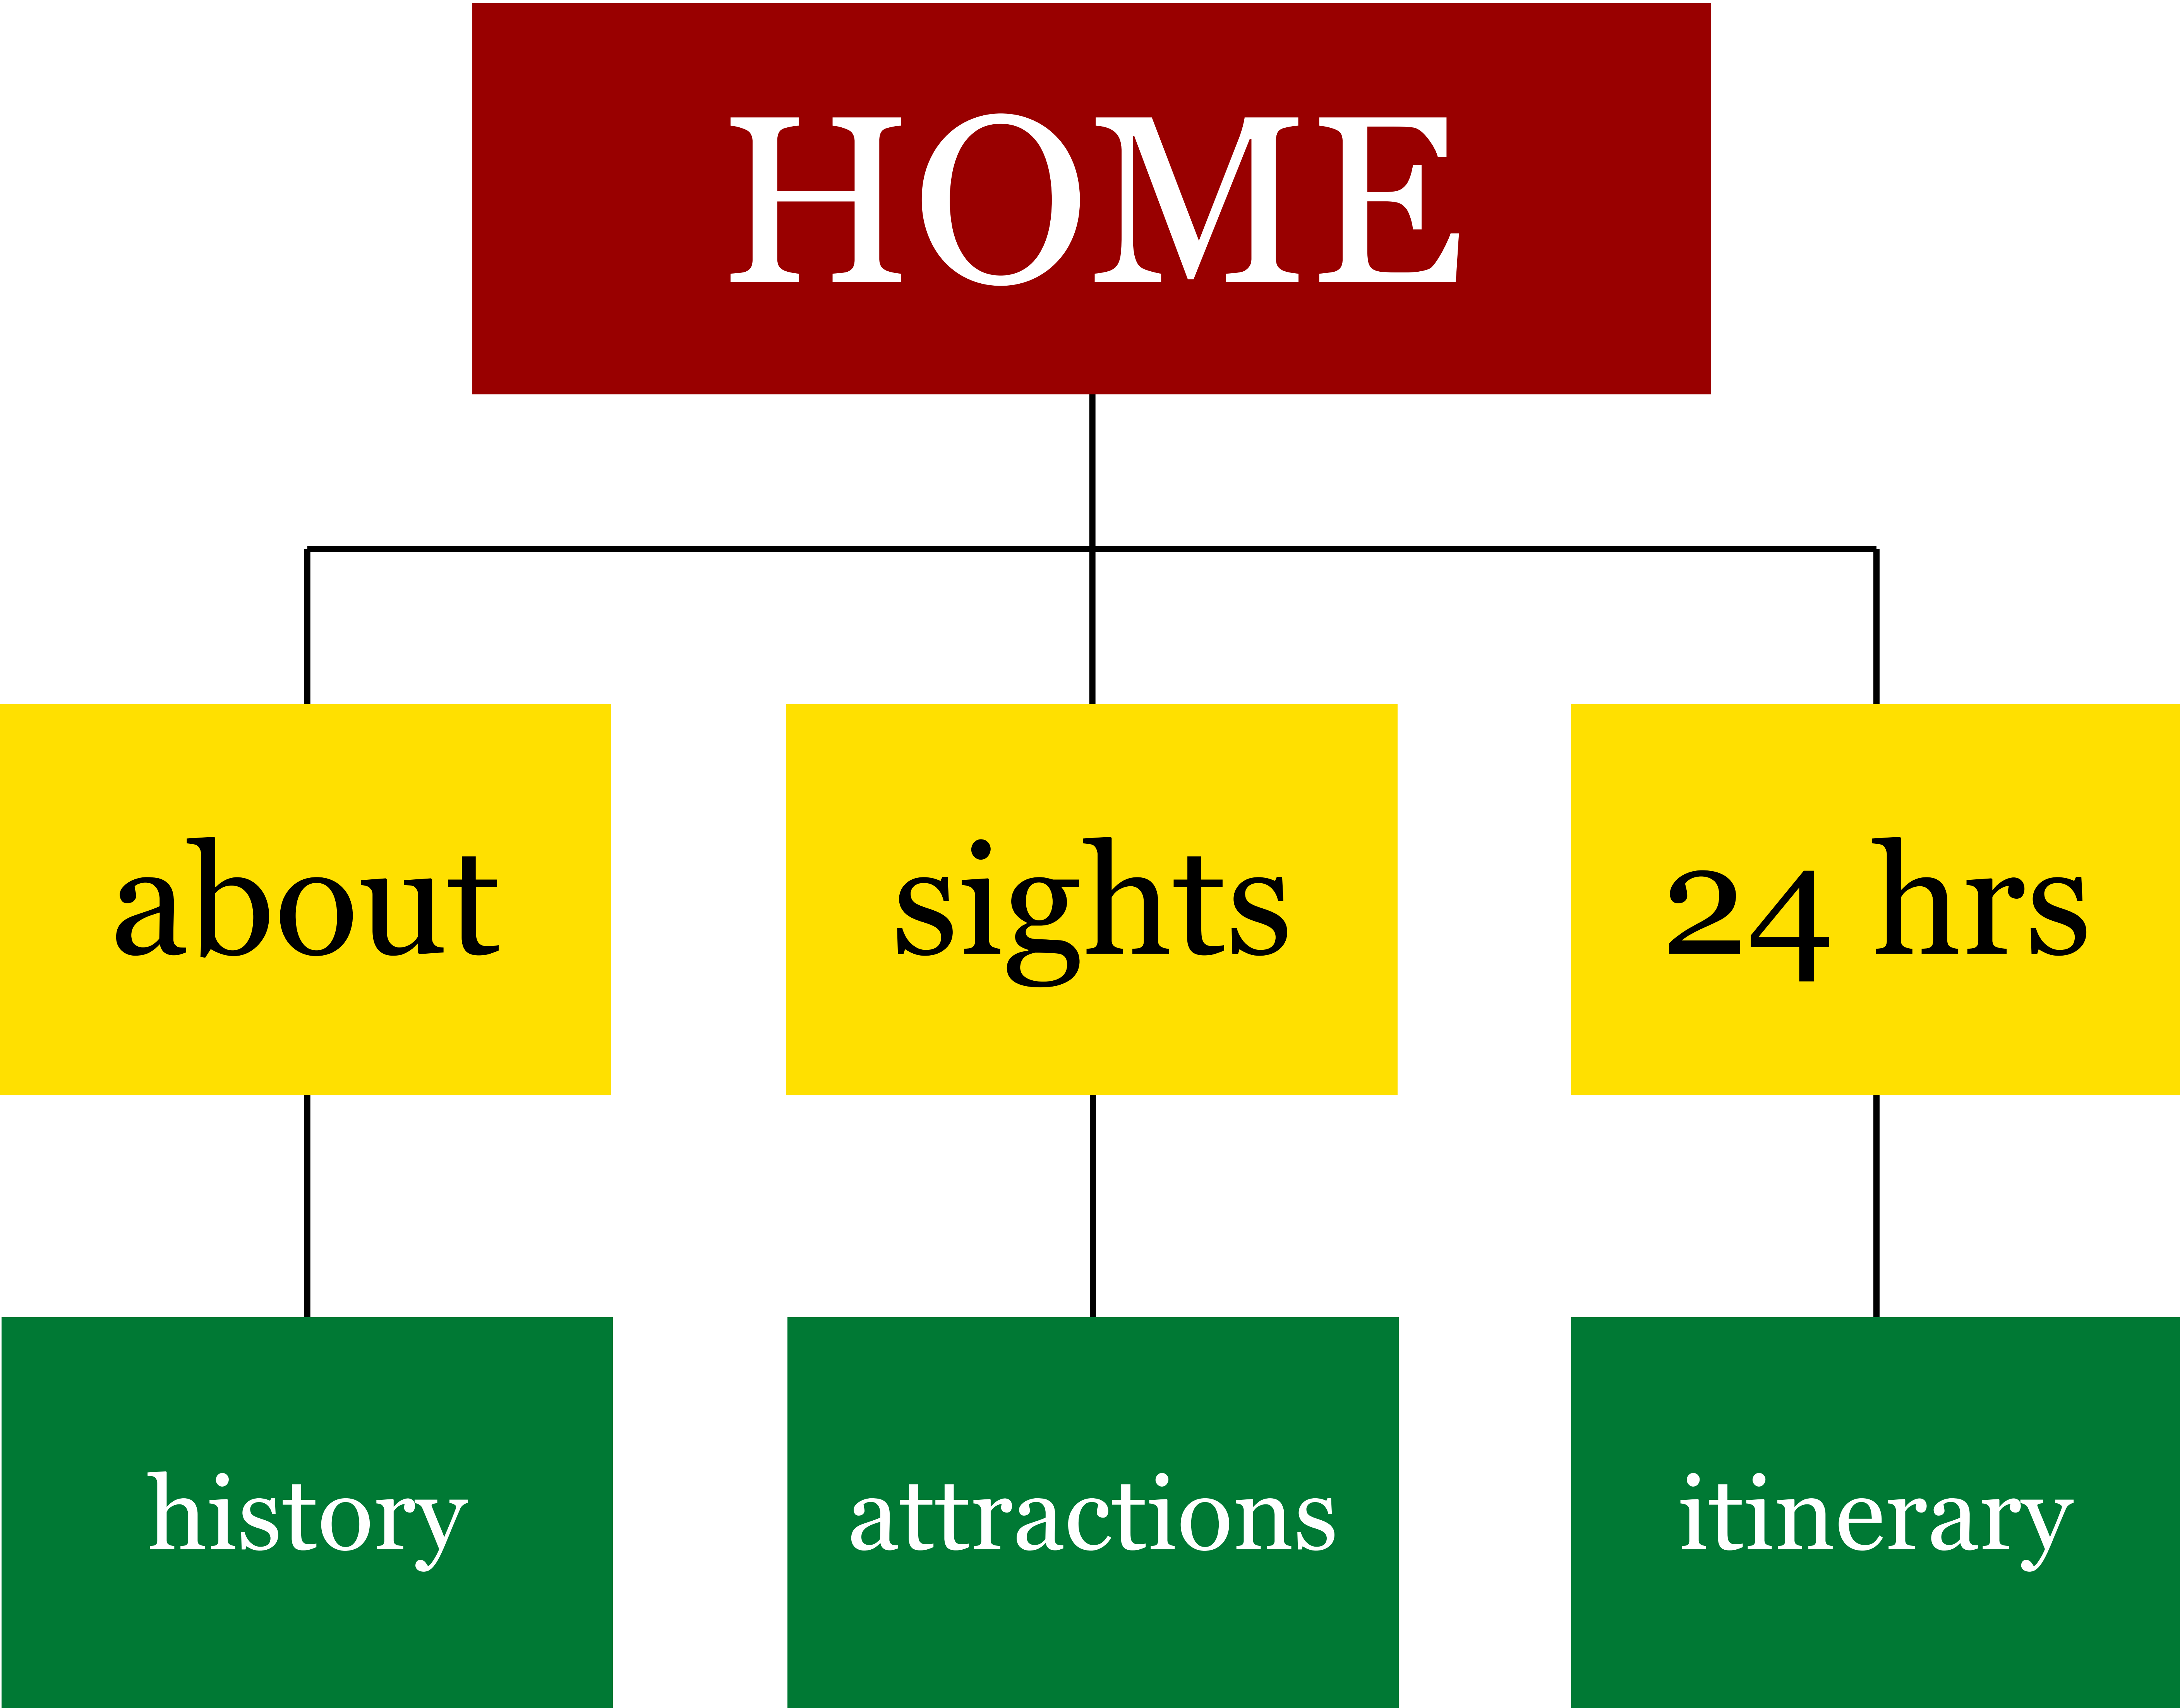 HOME
about
sights
24 hrs
history
attractions
itinerary